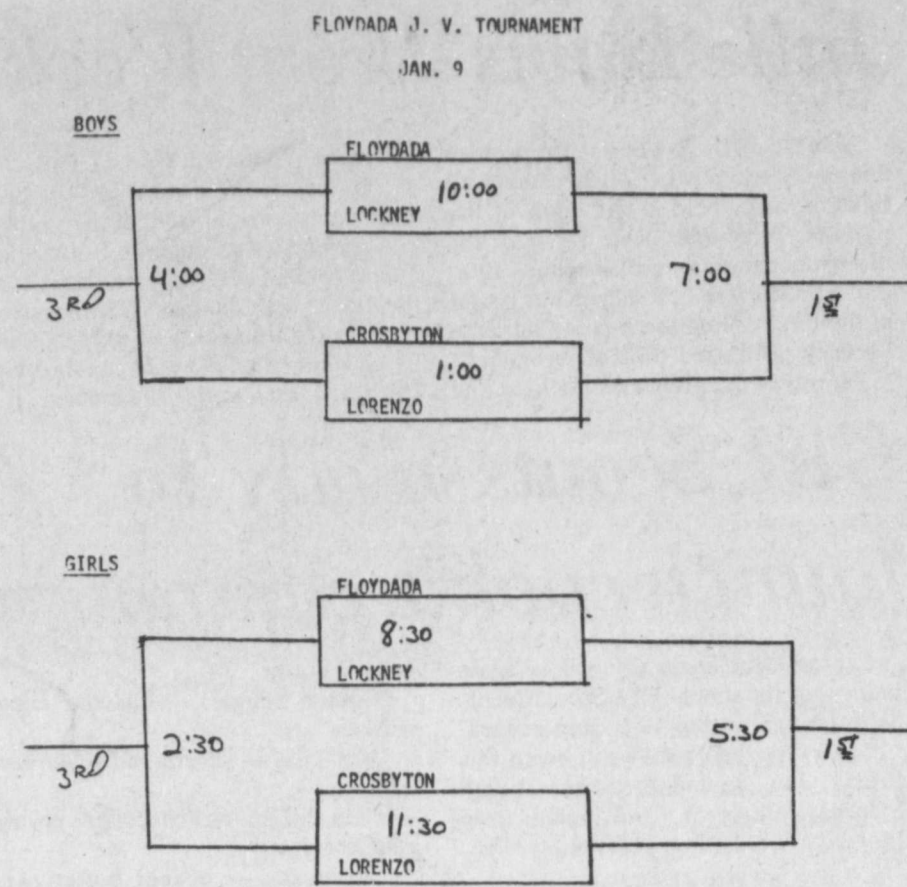 FLOYDADA J. V. TOURNAMENT
JAN. 9
BOYS
FLOYDADA
10:00
LOCKNEY
4:00
7:00
3RD
1ST
CROSBYTON
1:00
LORENZO
GIRLS
FLOYDADA
8:30
LOCKNEY
2:30
5:30
3RD
1ST
CROSBYTON
11:30
LORENZO